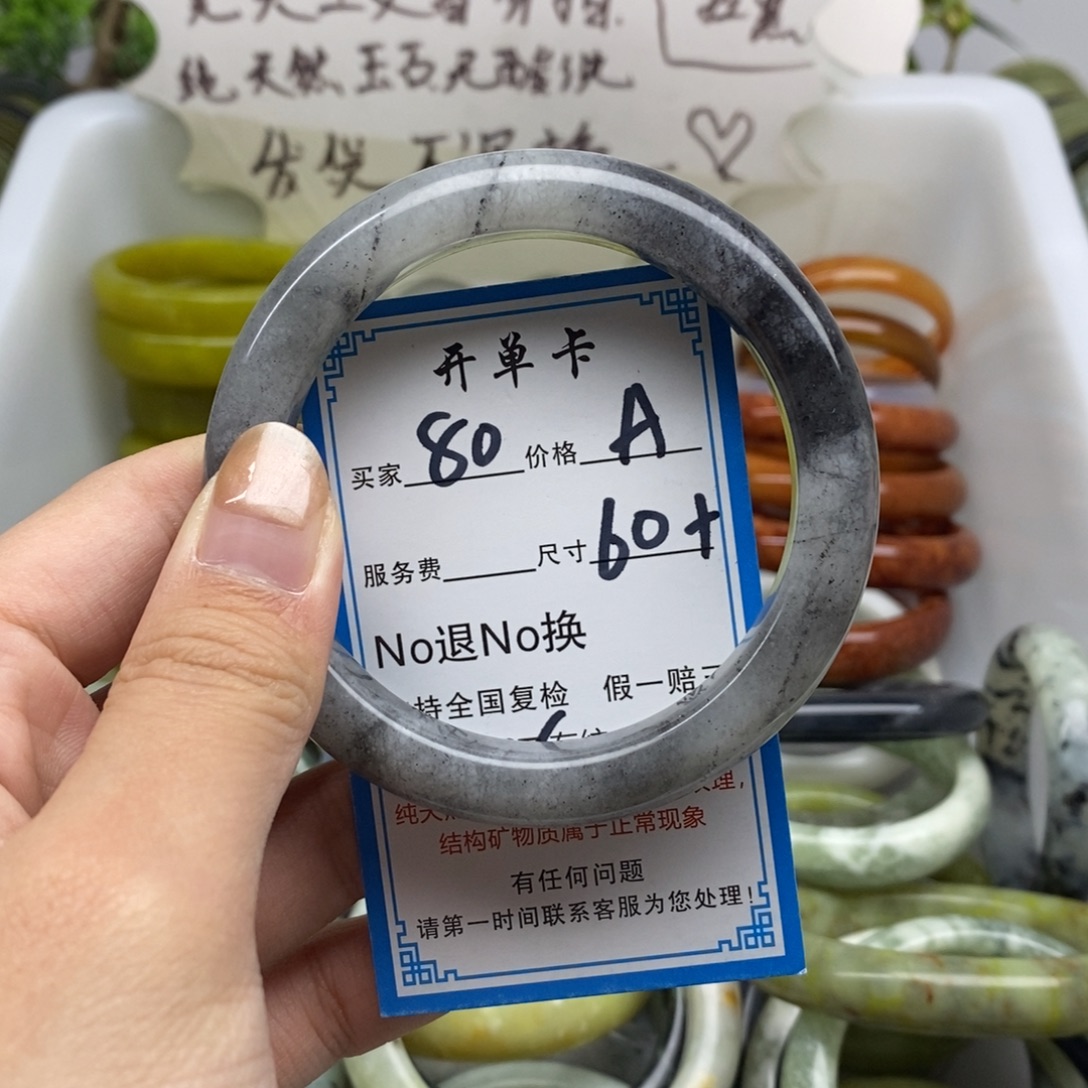 纯天然玉石无酸洗
开单卡
买家 80 价格 A
服务费 尺寸 60+
No退No换
持全国复检 假一赔
纯天 理，
结构矿物质属于正常现象
有任何问题
请第一时间联系客服为您处理！